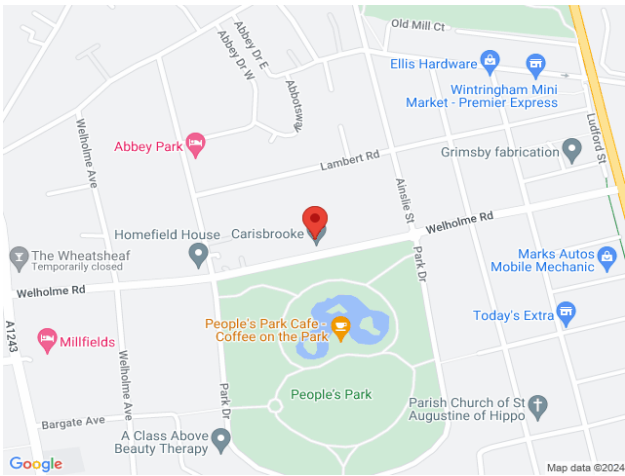 Old Mill Ct
Abbey Dr E
Abbey Dr W
Ellis Hardware
Abbotsway
Wintringham Mini
Market - Premier Express
Ludford St
Welholme Ave
Abbey Park
Lambert Rd
Grimsby fabrication
Ainslie St
Homefield House
Carisbrooke
Welholme Rd
The Wheatsheaf
Temporarily closed
Park Dr
Marks Autos
Mobile Mechanic
Welholme Rd
A1243
People's Park Cafe -
Coffee on the Park
Today's Extra
Millfields
Welholme Ave
Park Dr
People's Park
Parish Church of St
Augustine of Hippo
Bargate Ave
A Class Above
Beauty Therapy
Google
Map data ©2024